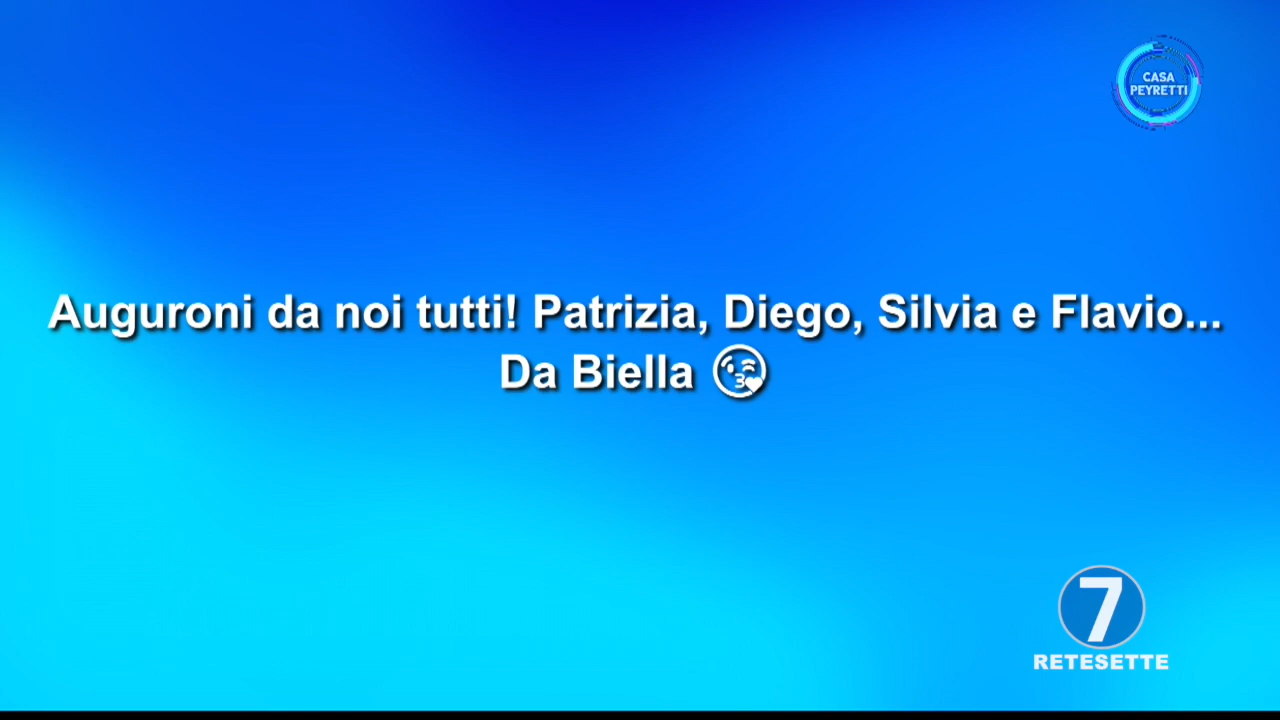 CASA
PEYRETTI
Auguroni da noi tutti! Patrizia, Diego, Silvia e Flavio...
Da Biella 😘
7
RETESETTE